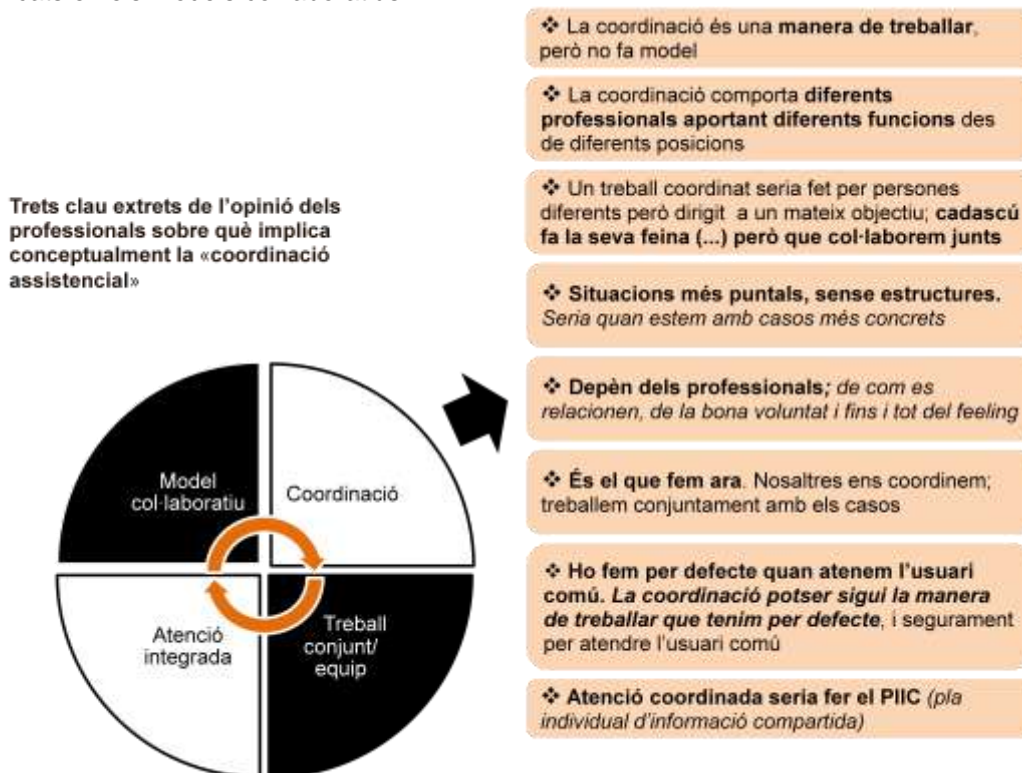 ❖ La coordinació és una manera de treballar,
però no fa model
❖ La coordinació comporta diferents
professionals aportant diferents funcions des
de diferents posicions
❖ Un treball coordinat seria fet per persones
diferents però dirigit a un mateix objectiu; cadascú
fa la seva feina (...) però que col·laborem junts
Trets clau extrets de l'opinió dels
professionals sobre què implica
conceptualment la «coordinació
assistencial»
❖ Situacions més puntals, sense estructures.
Seria quan estem amb casos més concrets
❖ Depèn dels professionals; de com es
relacionen, de la bona voluntat i fins i tot del feeling
❖ És el que fem ara. Nosaltres ens coordinem;
treballem conjuntament amb els casos
❖ Ho fem per defecte quan atenem l'usuari
comú. La coordinació potser sigui la manera
de treballar que tenim per defecte, i segurament
per atendre l'usuari comú
❖ Atenció coordinada seria fer el PIIC (pla
individual d'informació compartida)
Model
col·laboratiu
Coordinació
Atenció
integrada
Treball
conjunt/
equip